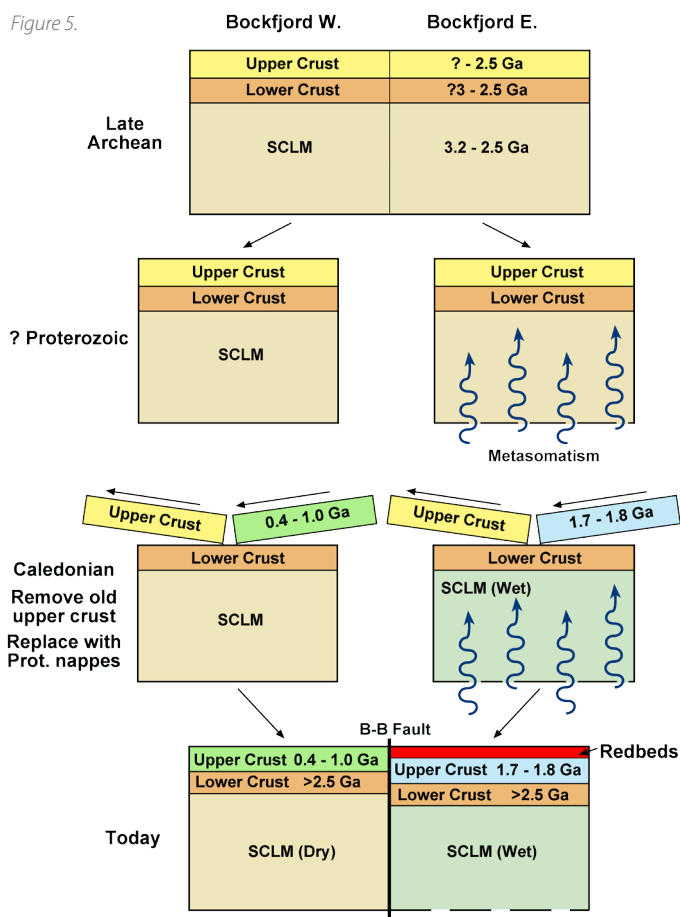 Figure 5.
Bockfjord W.
Bockfjord E.
Upper Crust
? - 2.5 Ga
Lower Crust
?3 - 2.5 Ga
Late
Archean
SCLM
3.2 - 2.5 Ga
Upper Crust
Upper Crust
Lower Crust
Lower Crust
? Proterozoic
SCLM
Metasomatism
Upper Crust
0.4 - 1.0 Ga
Upper Crust
1.7 - 1.8 Ga
Lower Crust
Lower Crust
Caledonian
Remove old
upper crust
Replace with
Prot. nappes
SCLM
SCLM (Wet)
B-B Fault
Redbeds
Upper Crust 0.4 - 1.0 Ga
Upper Crust 1.7 - 1.8 Ga
Lower Crust >2.5 Ga
Lower Crust >2.5 Ga
Today
SCLM (Dry)
SCLM (Wet)